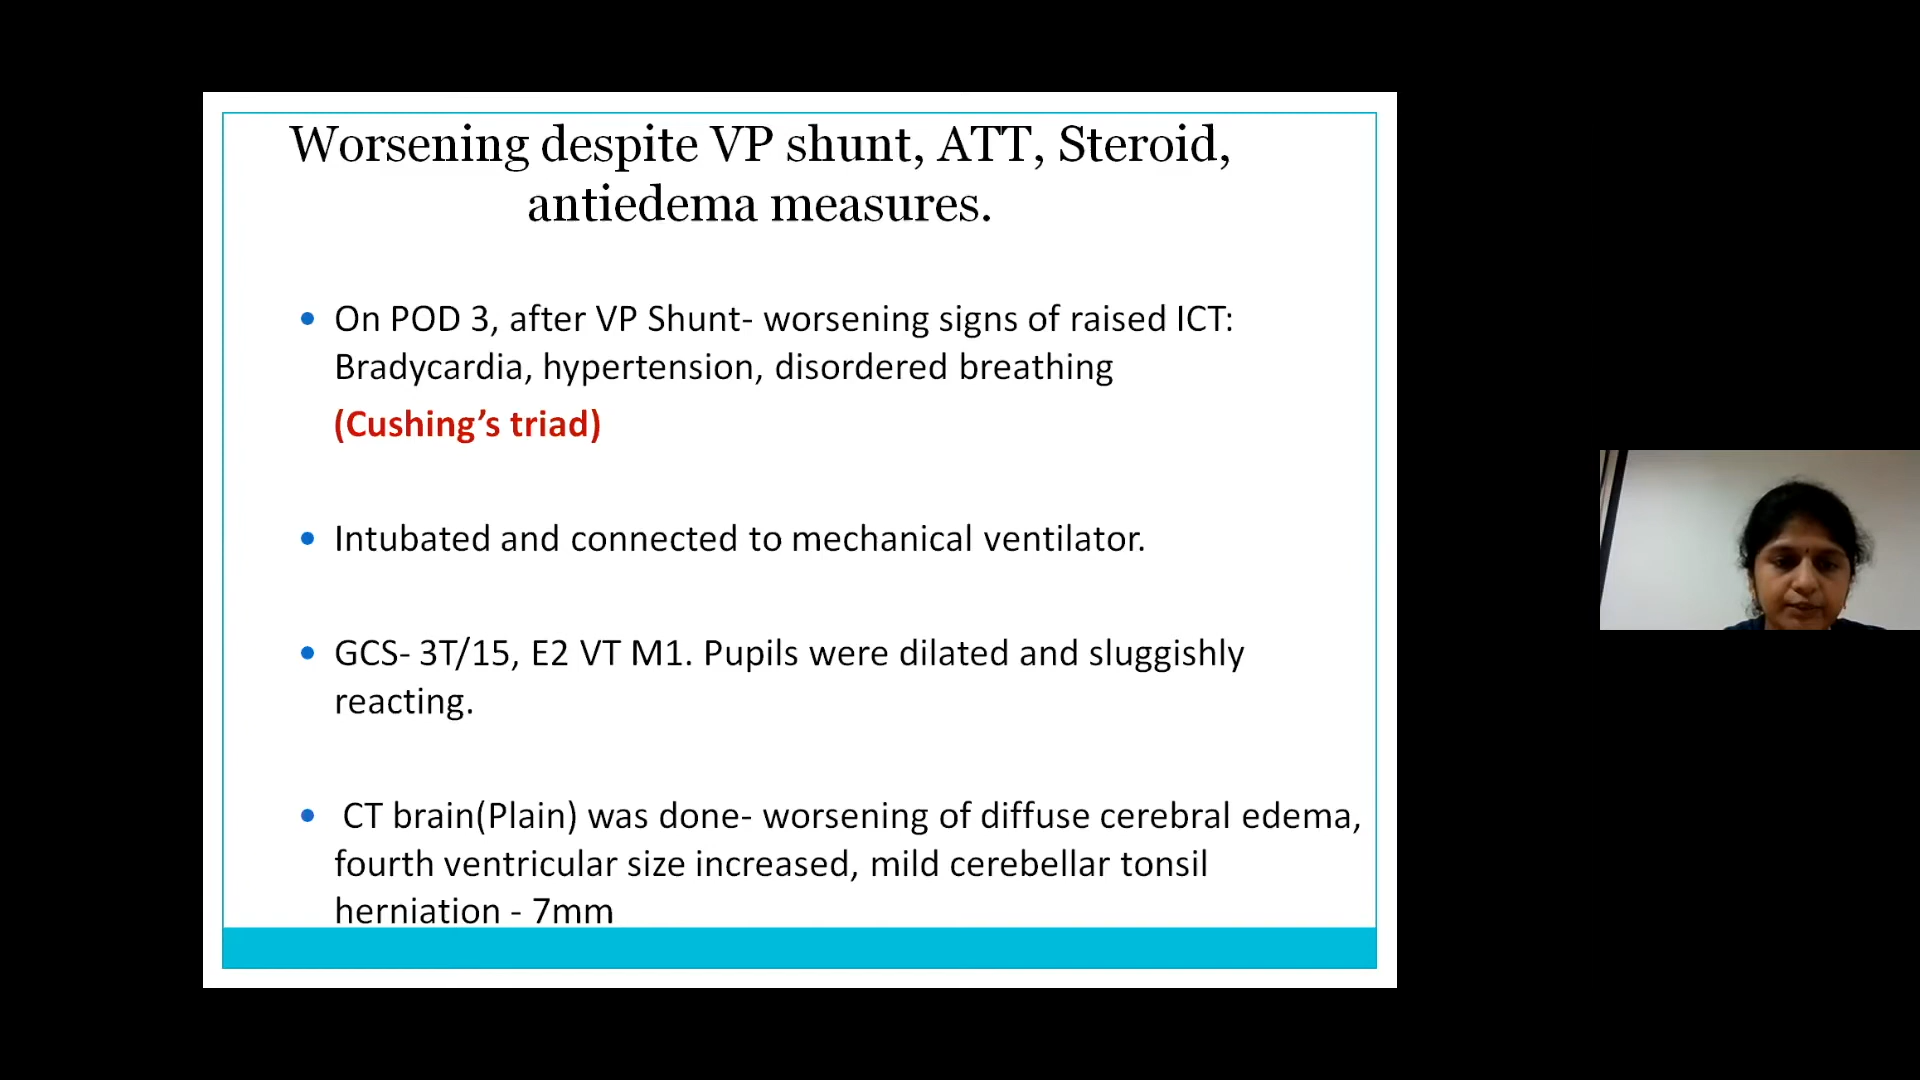 Worsening despite VP shunt, ATT, Steroid,
antiedema measures.
• On POD 3, after VP Shunt- worsening signs of raised ICT:
Bradycardia, hypertension, disordered breathing
(Cushing’s triad)
• Intubated and connected to mechanical ventilator.
• GCS- 3T/15, E2 VT M1. Pupils were dilated and sluggishly
reacting.
• CT brain(Plain) was done- worsening of diffuse cerebral edema,
fourth ventricular size increased, mild cerebellar tonsil
herniation - 7mm